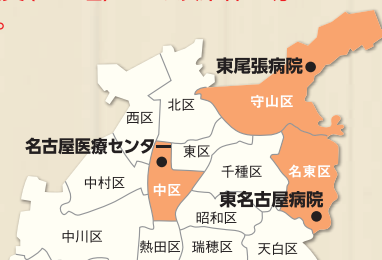 。
東尾張病院
守山区
北区
西区
名古屋医療センター
東区
千種区
名東区
中村区
中区
東名古屋病院
昭和区
中川区
熱田区
瑞穂区
天白区